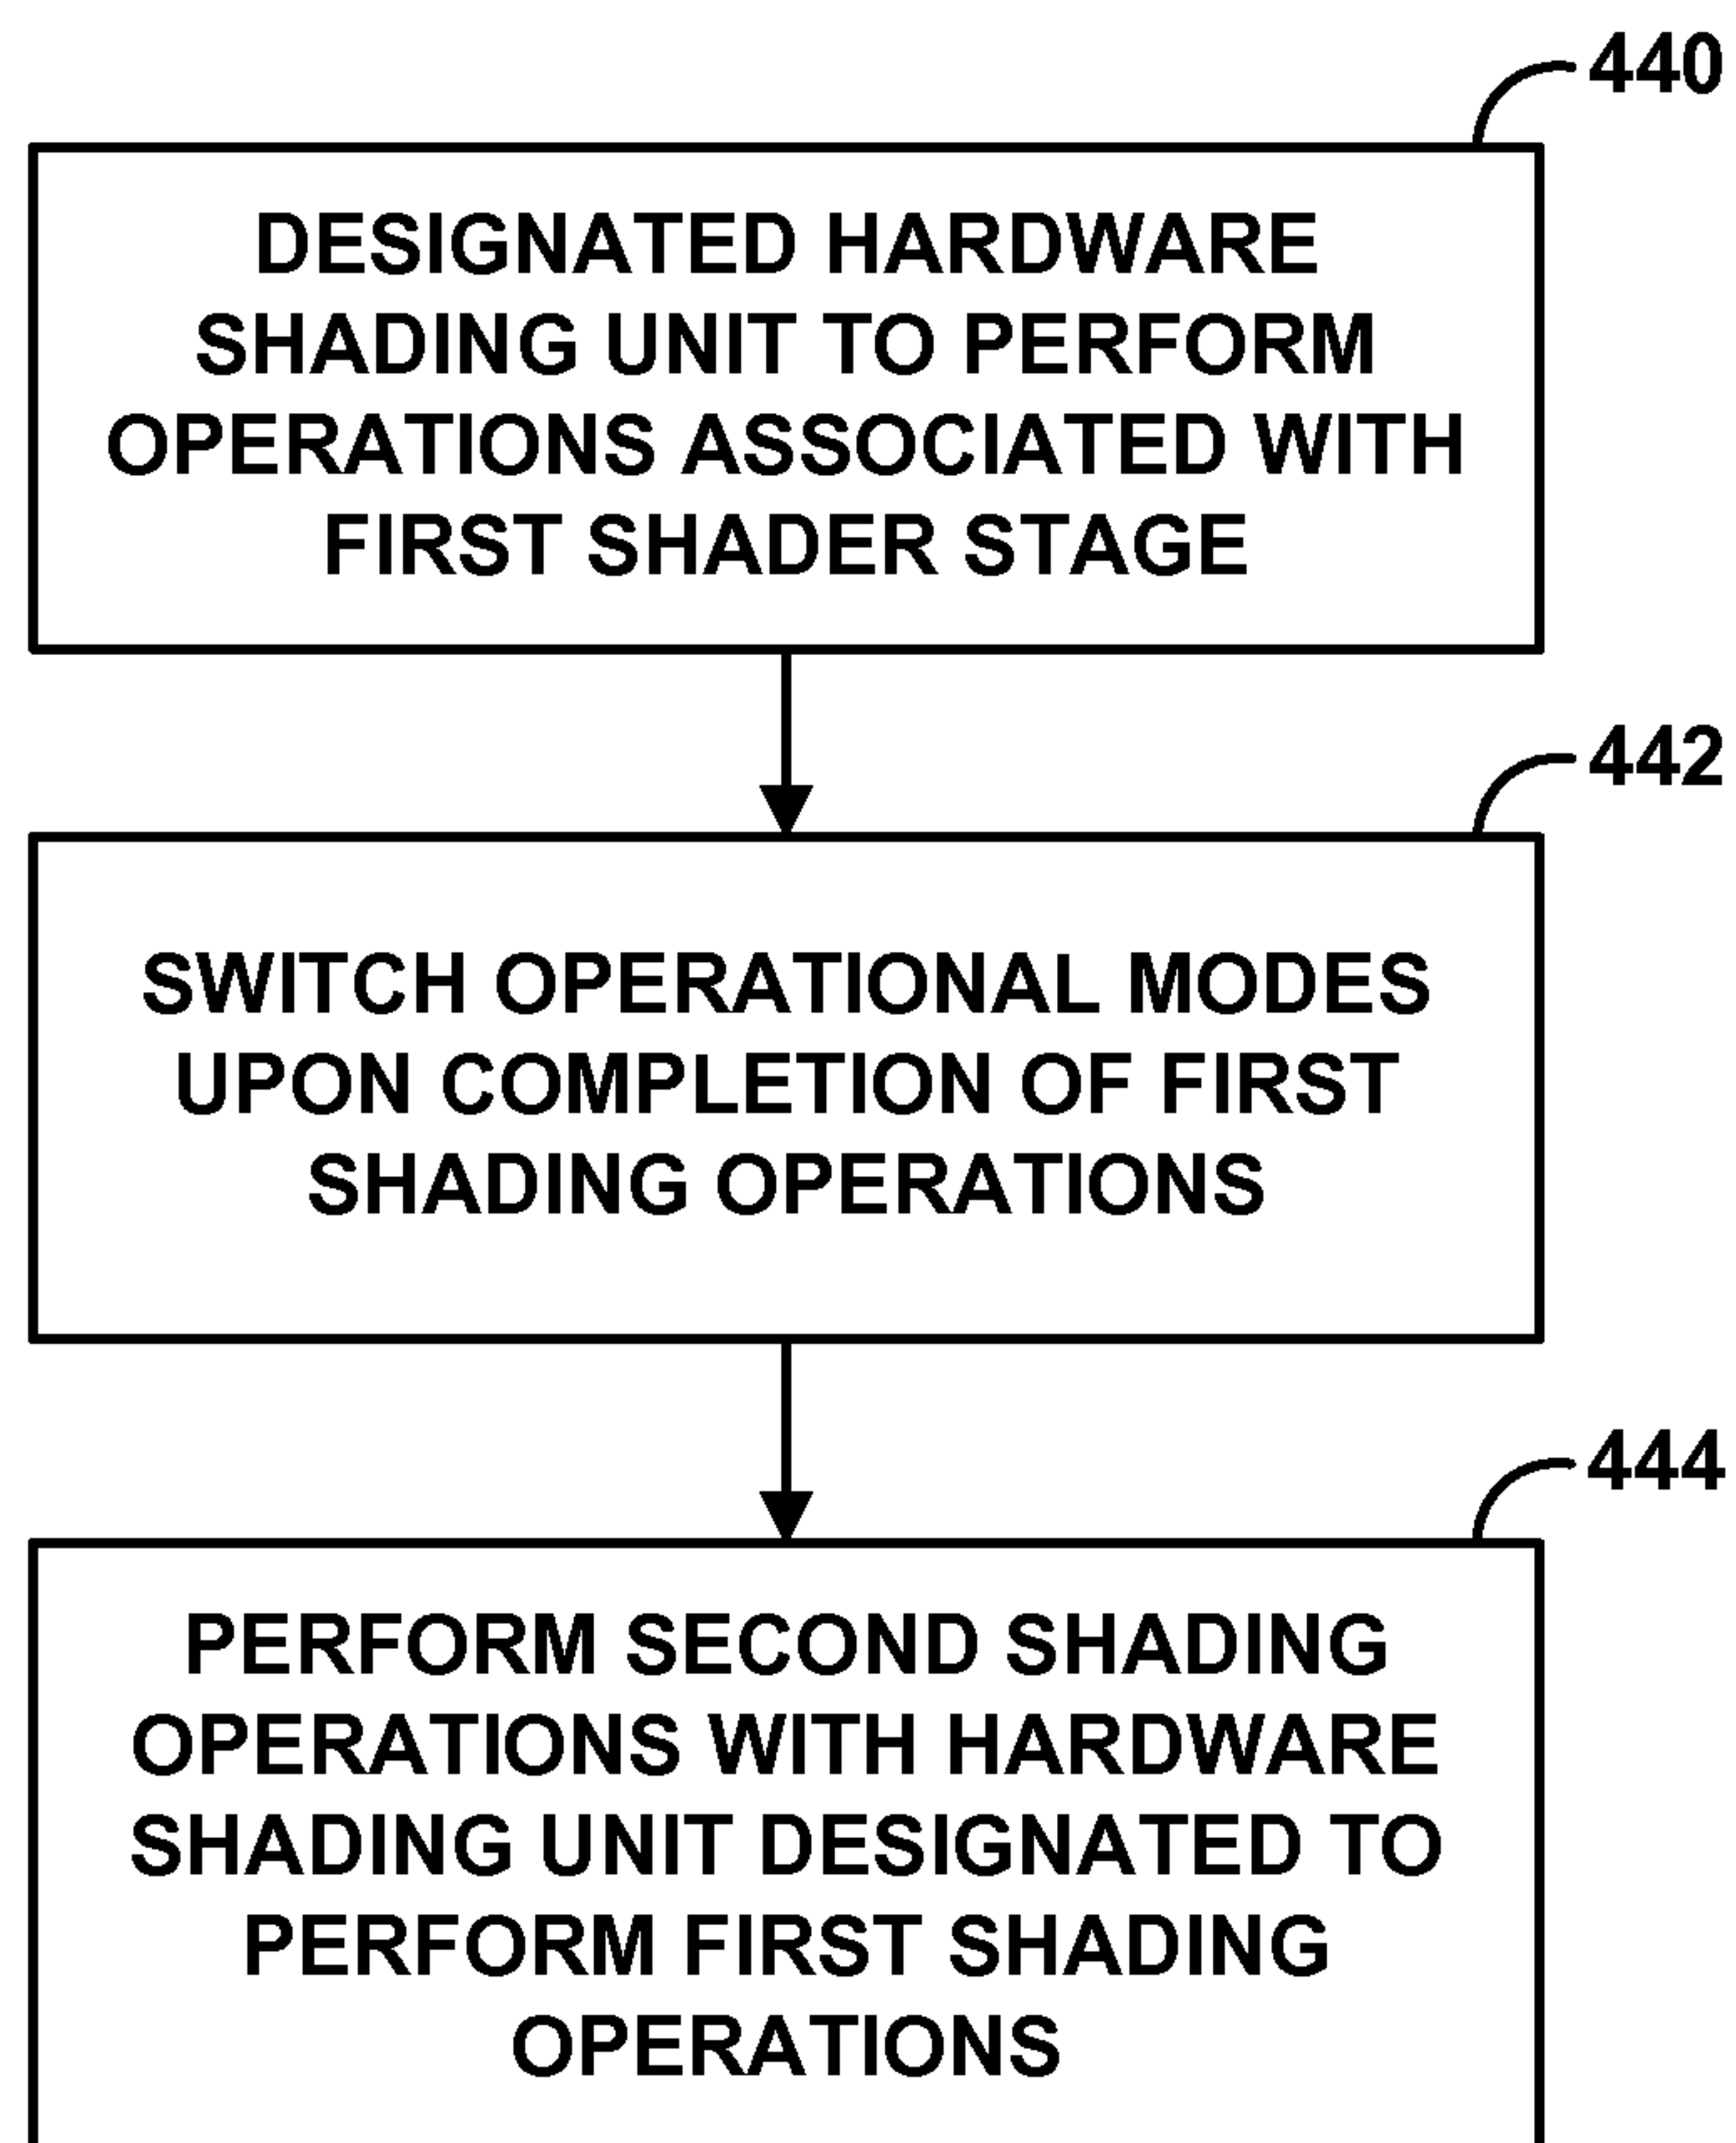 440
DESIGNATED HARDWARE
SHADING UNIT TO PERFORM
OPERATIONS ASSOCIATED WITH
FIRST SHADER STAGE
442
SWITCH OPERATIONAL MODES
UPON COMPLETION OF FIRST
SHADING OPERATIONS
444
PERFORM SECOND SHADING
OPERATIONS WITH HARDWARE
SHADING UNIT DESIGNATED TO
PERFORM FIRST SHADING
OPERATIONS